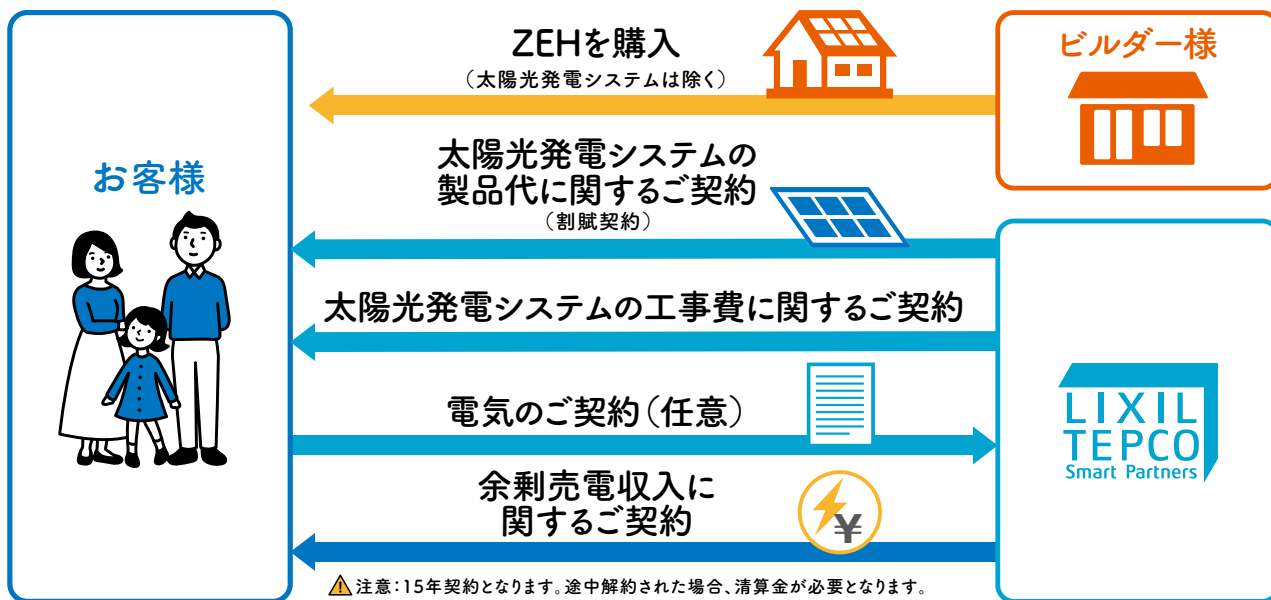 ZEHを購入
（太陽光発電システムは除く）
ビルダー様
お客様
太陽光発電システムの
製品代に関するご契約
（割賦契約）
太陽光発電システムの工事費に関するご契約
電気のご契約（任意）
LIXIL
TEPCO
Smart Partners
余剰売電収入に
関するご契約
¥
注意：15年契約となります。途中解約された場合、清算金が必要となります。